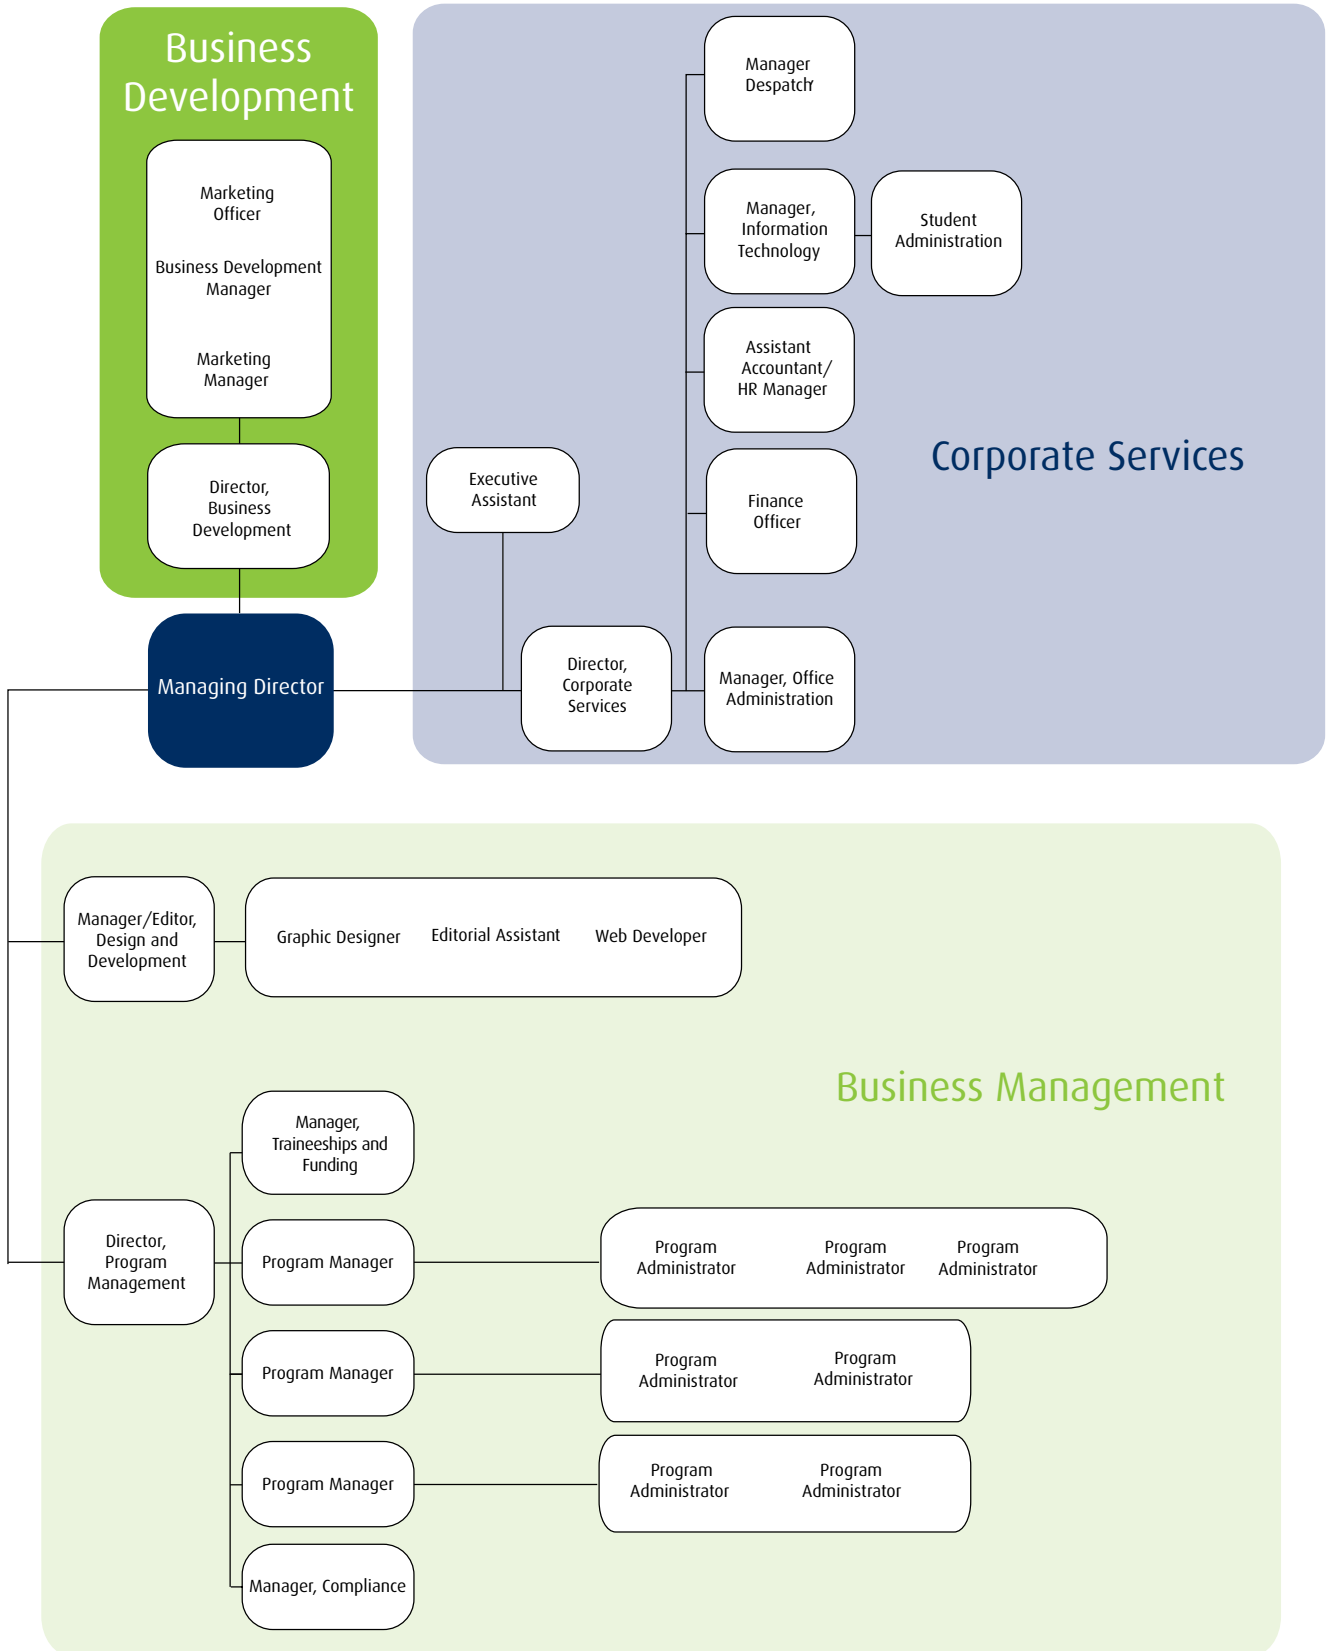 Business
Development
Marketing
Officer
Business Development
Manager
Marketing
Manager
Director,
Business
Development
Managing Director
Executive
Assistant
Director,
Corporate
Services
Manager
Despatch
Manager,
Information
Technology
Student
Administration
Assistant
Accountant/
HR Manager
Finance
Officer
Manager, Office
Administration
Corporate Services
Manager/Editor,
Design and
Development
Graphic Designer
Editorial Assistant
Web Developer
Business Management
Director,
Program
Management
Manager,
Traineeships and
Funding
Program Manager
Program
Administrator
Program
Administrator
Program
Administrator
Program Manager
Program
Administrator
Program
Administrator
Program Manager
Program
Administrator
Program
Administrator
Manager, Compliance